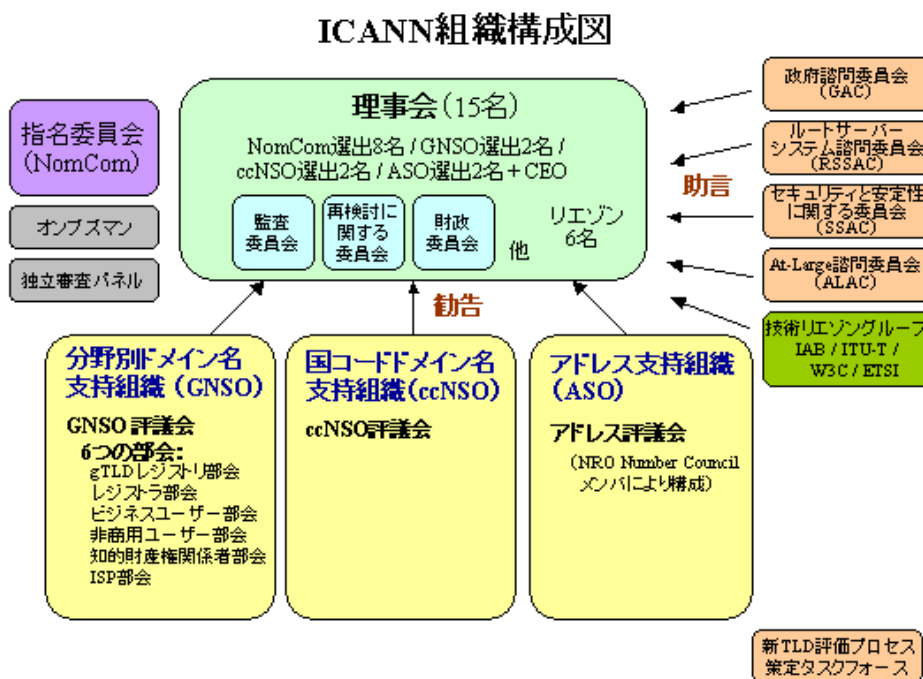 ICANN組織構成図
指名委員会
(NomCom)
オンブズマン
独立審査パネル
理事会(15名)
NomCom選出8名 / GNSO選出2名 /
ccNSO選出2名 / ASO選出2名+CEO
監査
委員会
再検討に
関する
委員会
財政
委員会
他
リエゾン
6名
助言
政府諮問委員会
(GAC)
ルートサーバー
システム諮問委員会
(RSSAC)
セキュリティと安定性
に関する委員会
(SSAC)
At-Large諮問委員会
(ALAC)
技術リエゾングループ
IAB / ITU-T /
W3C / ETSI
勧告
分野別ドメイン名
支持組織(GNSO)
GNSO 評議会
6つの部会:
gTLDレジストリ部会
レジストラ部会
ビジネスユーザー部会
非商用ユーザー部会
知的財産権関係者部会
ISP部会
国コードドメイン名
支持組織(ccNSO)
ccNSO評議会
アドレス支持組織
(ASO)
アドレス評議会
(NRO Number Council
メンバにより構成)
新TLD評価プロセス
策定タスクフォース